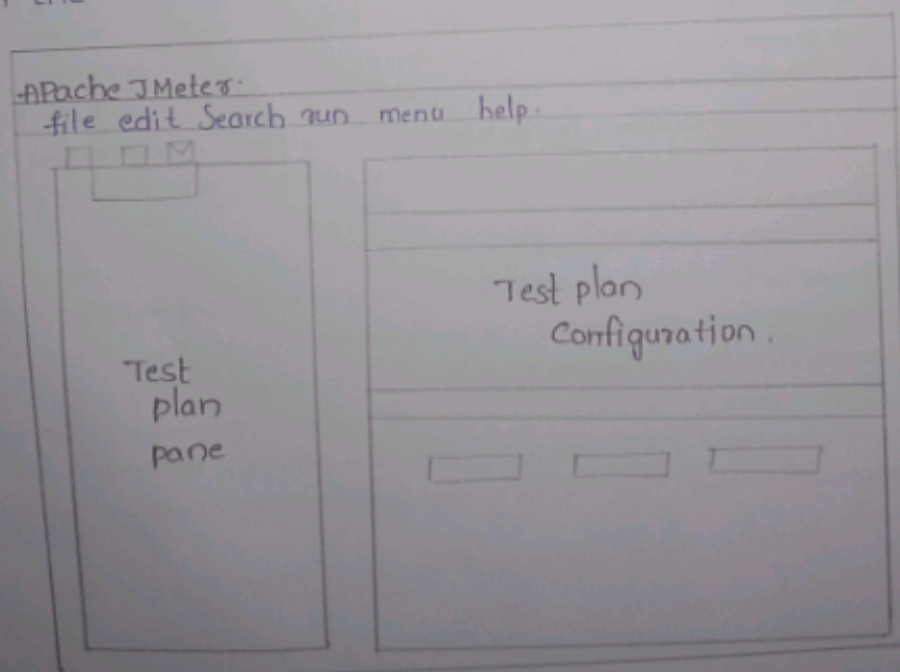 Apache JMeter.
file edit Search run menu help.
Test plan
Configuration.
Test
plan
pane